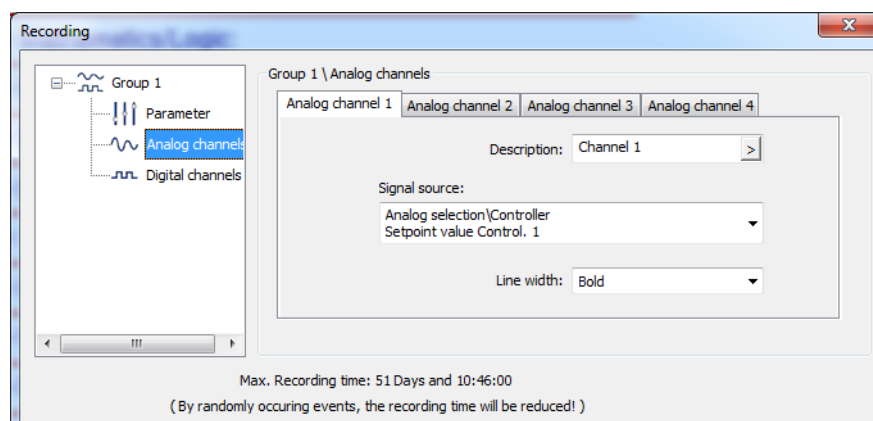 Recording
Group 1
Parameter
Analog channels
Digital channels
Group 1 \ Analog channels
Analog channel 1
Analog channel 2
Analog channel 3
Analog channel 4
Description:
Channel 1
>
Signal source:
Analog selection\Controller
Setpoint value Control. 1
Line width:
Bold
Max. Recording time: 51 Days and 10:46:00
( By randomly occuring events, the recording time will be reduced! )